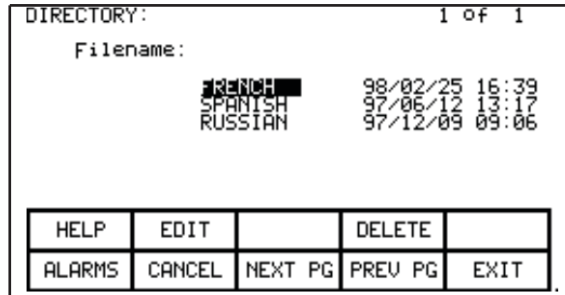 DIRECTORY: 1 of 1
Filename:
FRENCH 98/02/25 16:39
SPANISH 97/06/12 13:17
RUSSIAN 97/12/09 09:06
HELP EDIT DELETE
ALARMS CANCEL NEXT PG PREV PG EXIT